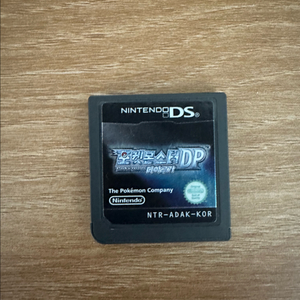 NINTENDO DS
포켓몬스터DP
The Pokémon Company
Nintendo
NTR-ADAK-KOR